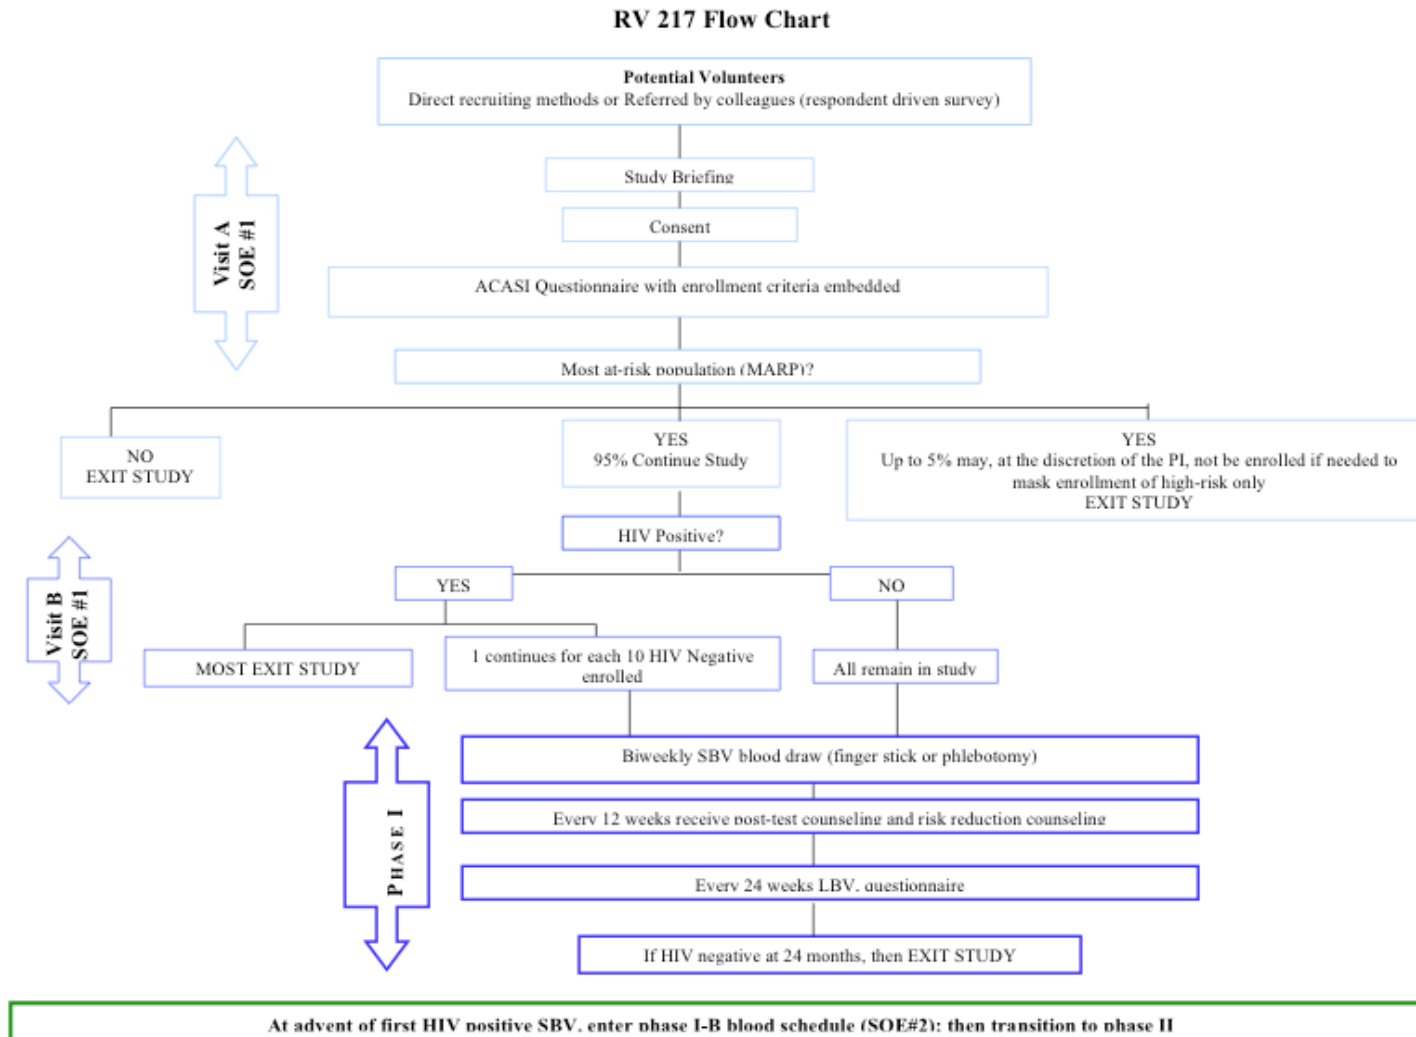 RV 217 Flow Chart
Potential Volunteers
Direct recruiting methods or Referred by colleagues (respondent driven survey)
Visit A
SOE #1
Study Briefing
Consent
ACASI Questionnaire with enrollment criteria embedded
Most at-risk population (MARP)?
NO
EXIT STUDY
YES
95% Continue Study
YES
Up to 5% may, at the discretion of the PI, not be enrolled if needed to
mask enrollment of high-risk only
EXIT STUDY
Visit B
SOE #1
HIV Positive?
YES
NO
MOST EXIT STUDY
1 continues for each 10 HIV Negative
enrolled
All remain in study
PHASE I
Biweekly SBV blood draw (finger stick or phlebotomy)
Every 12 weeks receive post-test counseling and risk reduction counseling
Every 24 weeks LBV, questionnaire
If HIV negative at 24 months, then EXIT STUDY
At advent of first HIV positive SBV, enter phase I-B blood schedule (SOE#2); then transition to phase II